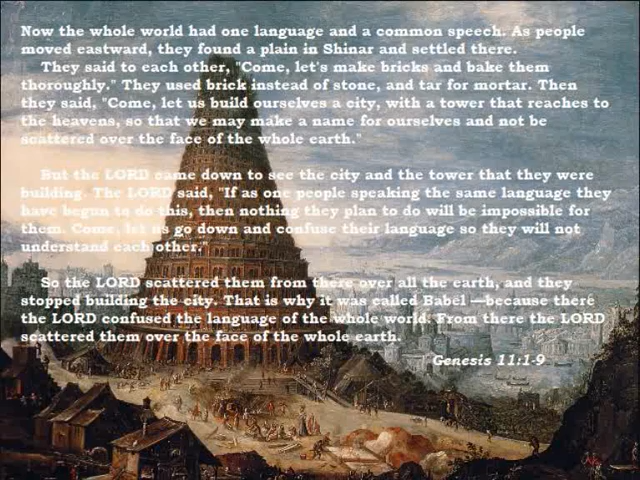 Now the whole world had one language and a common speech. As people
moved eastward, they found a plain in Shinar and settled there.
They said to each other, "Come, let's make bricks and bake them
thoroughly." They used brick instead of stone, and tar for mortar. Then
they said, "Come, let us build ourselves a city, with a tower that reaches to
the heavens, so that we may make a name for ourselves and not be
scattered over the face of the whole earth."
But the LORD came down to see the city and the tower that they were
building. The LORD said, "If as one people speaking the same language they
have begun to do this, then nothing they plan to do will be impossible for
them. Come, let us go down and confuse their language so they will not
understand each other."
So the LORD scattered them from there over all the earth, and they
stopped building the city. That is why it was called Babel —because there
the LORD confused the language of the whole world. From there the LORD
scattered them over the face of the whole earth.
Genesis 11:1-9